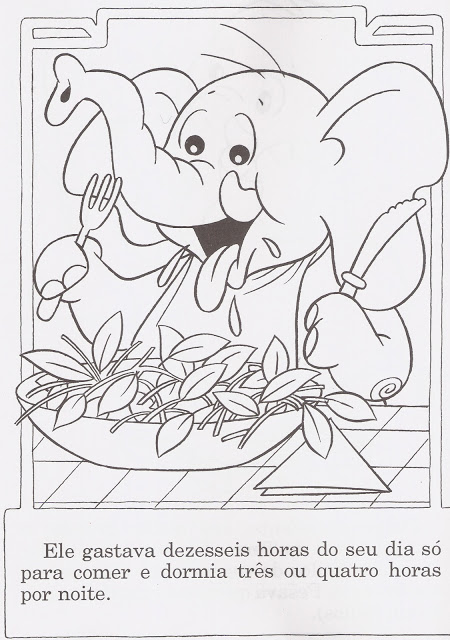 Ele gastava dezesseis horas do seu dia só
para comer e dormia três ou quatro horas
por noite.